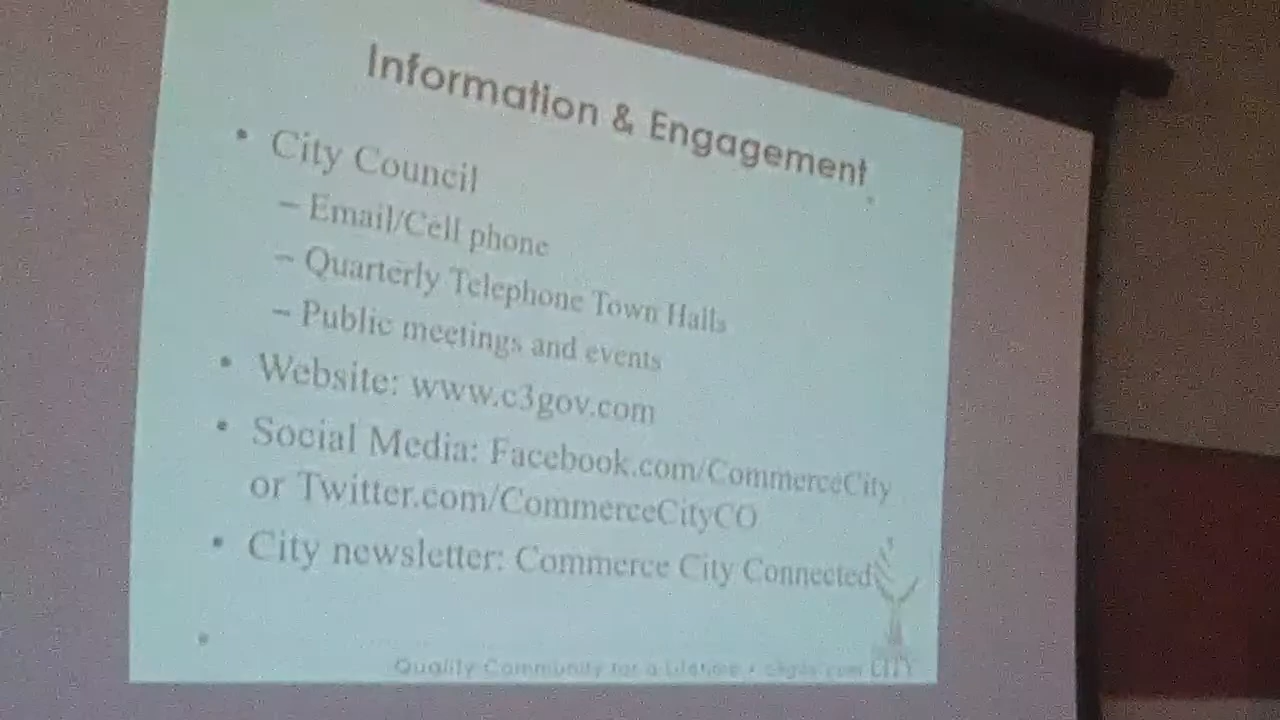 Information & Engagement
• City Council
– Email/Cell phone
– Quarterly Telephone Town Halls
– Public meetings and events
• Website: www.c3gov.com
• Social Media: Facebook.com/CommerceCity
or Twitter.com/CommerceCityCO
• City newsletter: Commerce City Connected
•
Quality Community for a Lifetime • c3gov.com CITY